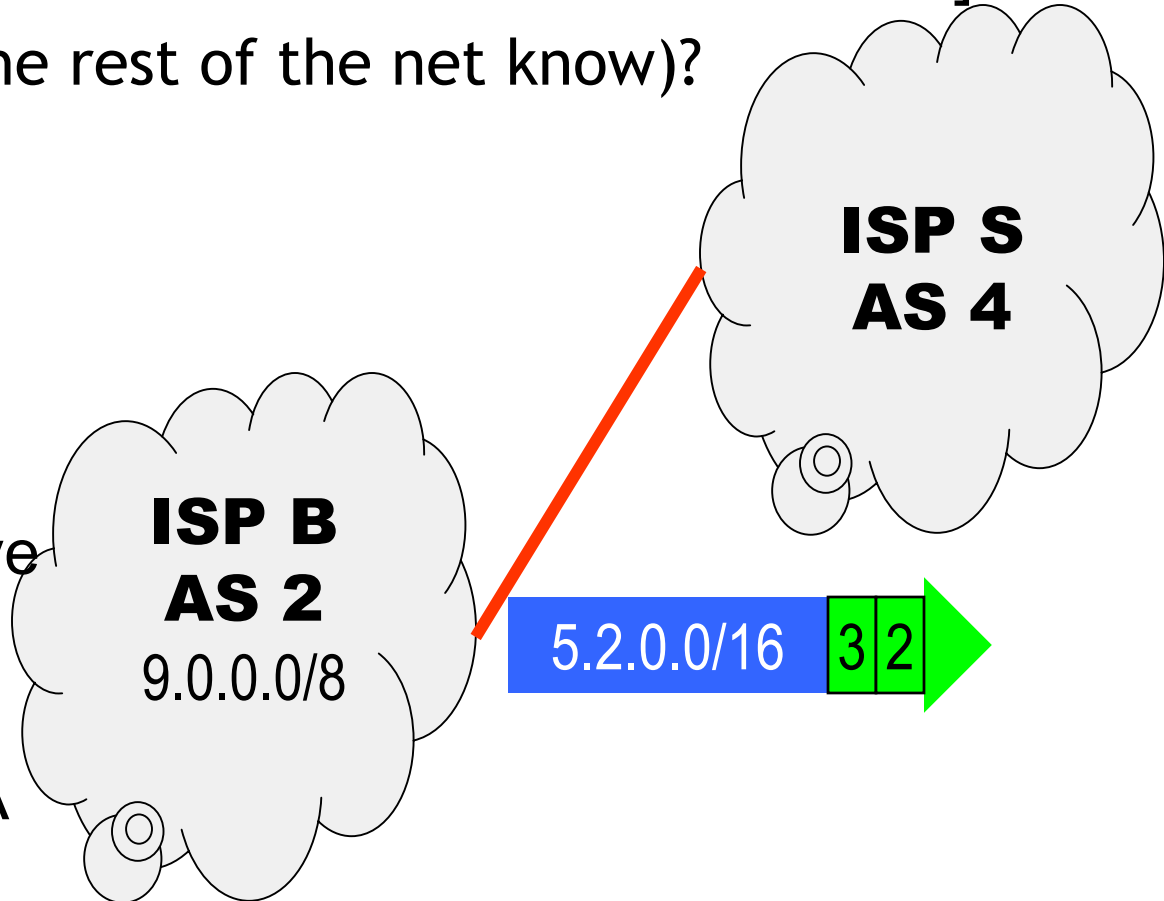 he rest of the net know)?
ISP S
AS 4
ISP B
AS 2
9.0.0.0/8
5.2.0.0/16 3 2